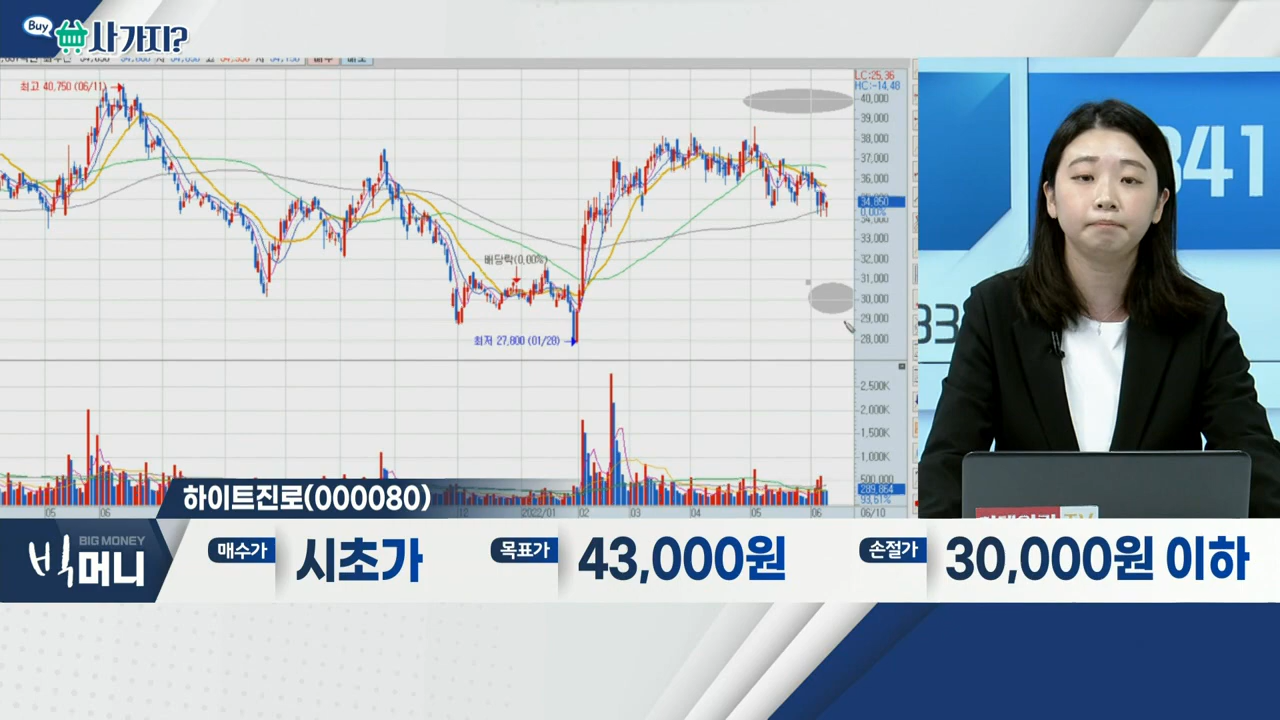 Buy
사가지?
최고 40,750 (06/11)
LC:25.36
HC:-14.48
40,000
39,000
38,000
37,000
36,000
34,850
0.00%
34,000
33,000
32,000
31,000
30,000
29,000
28,000
배당락(0.00%)
최저 27,800 (01/28)
2,500K
2,000K
1,500K
1,000K
500,000
289,864
93.61%
05
06
12
2022/01
02
03
04
05
06
06/10
341
하이트진로(000080)
BIG MONEY
빅머니
매수가
시초가
목표가
43,000원
손절가
30,000원 이하